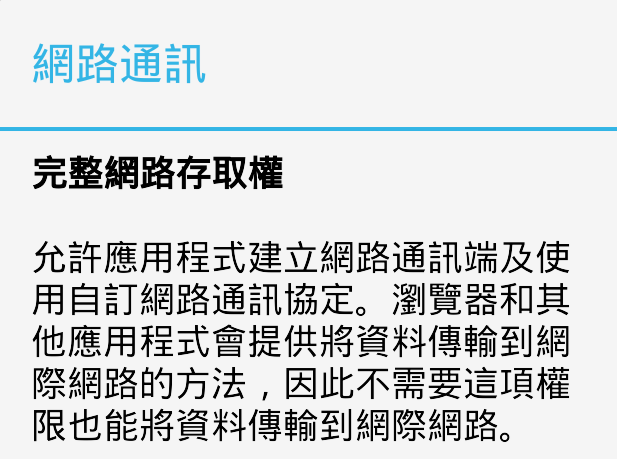 網路通訊
完整網路存取權
允許應用程式建立網路通訊端及使
用自訂網路通訊協定。瀏覽器和其
他應用程式會提供將資料傳輸到網
際網路的方法，因此不需要這項權
限也能將資料傳輸到網際網路。